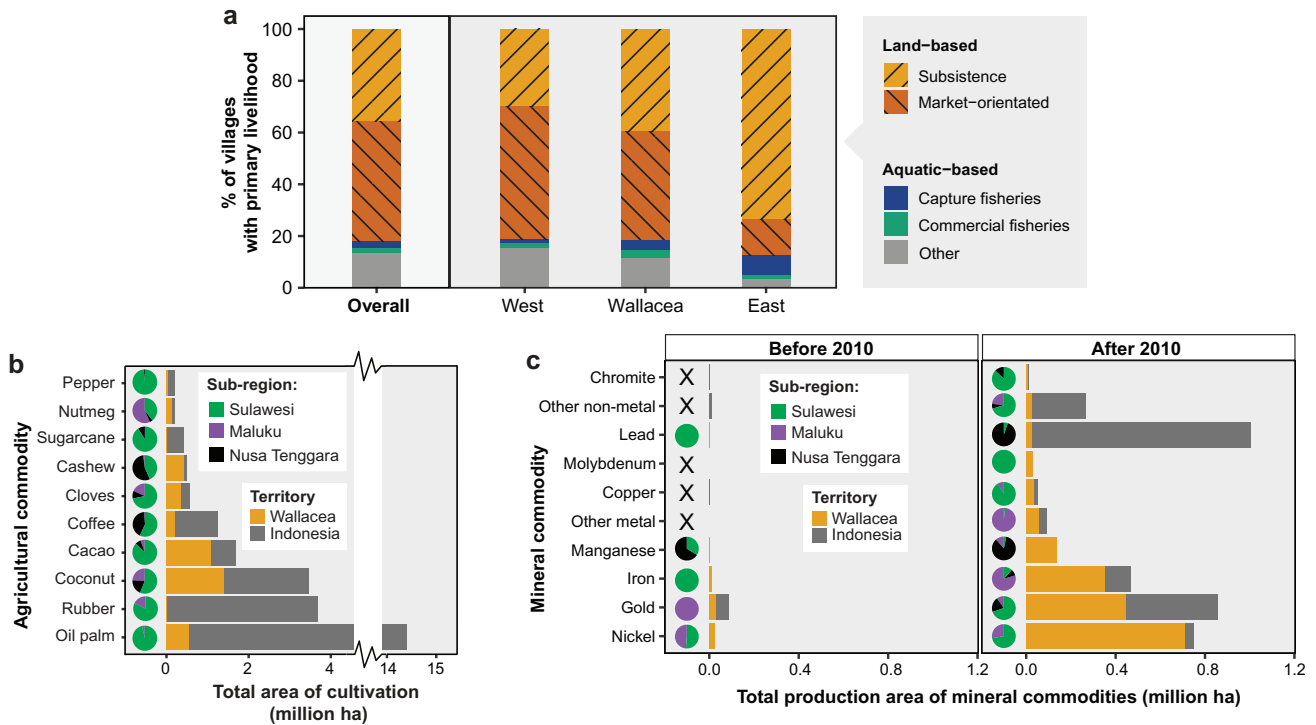 a
% of villages
with primary livelihood
100
80
60
40
20
0
Overall
West
Wallacea
East
Land−based
Subsistence
Market−orientated
Aquatic−based
Capture fisheries
Commercial fisheries
Other
b
Agricultural commodity
Pepper
Nutmeg
Sugarcane
Cashew
Cloves
Coffee
Cacao
Coconut
Rubber
Oil palm
Sub-region:
Sulawesi
Maluku
Nusa Tenggara
Territory
Wallacea
Indonesia
0 2 4 14 15
Total area of cultivation
(million ha)
c
Before 2010
After 2010
Mineral commodity
Chromite X
Other non-metal X
Lead
Molybdenum X
Copper X
Other metal X
Manganese
Iron
Gold
Nickel
Sub-region:
Sulawesi
Maluku
Nusa Tenggara
Territory
Wallacea
Indonesia
0.0 0.4 0.8 1.2
0.0 0.4 0.8 1.2
Total production area of mineral commodities (million ha)